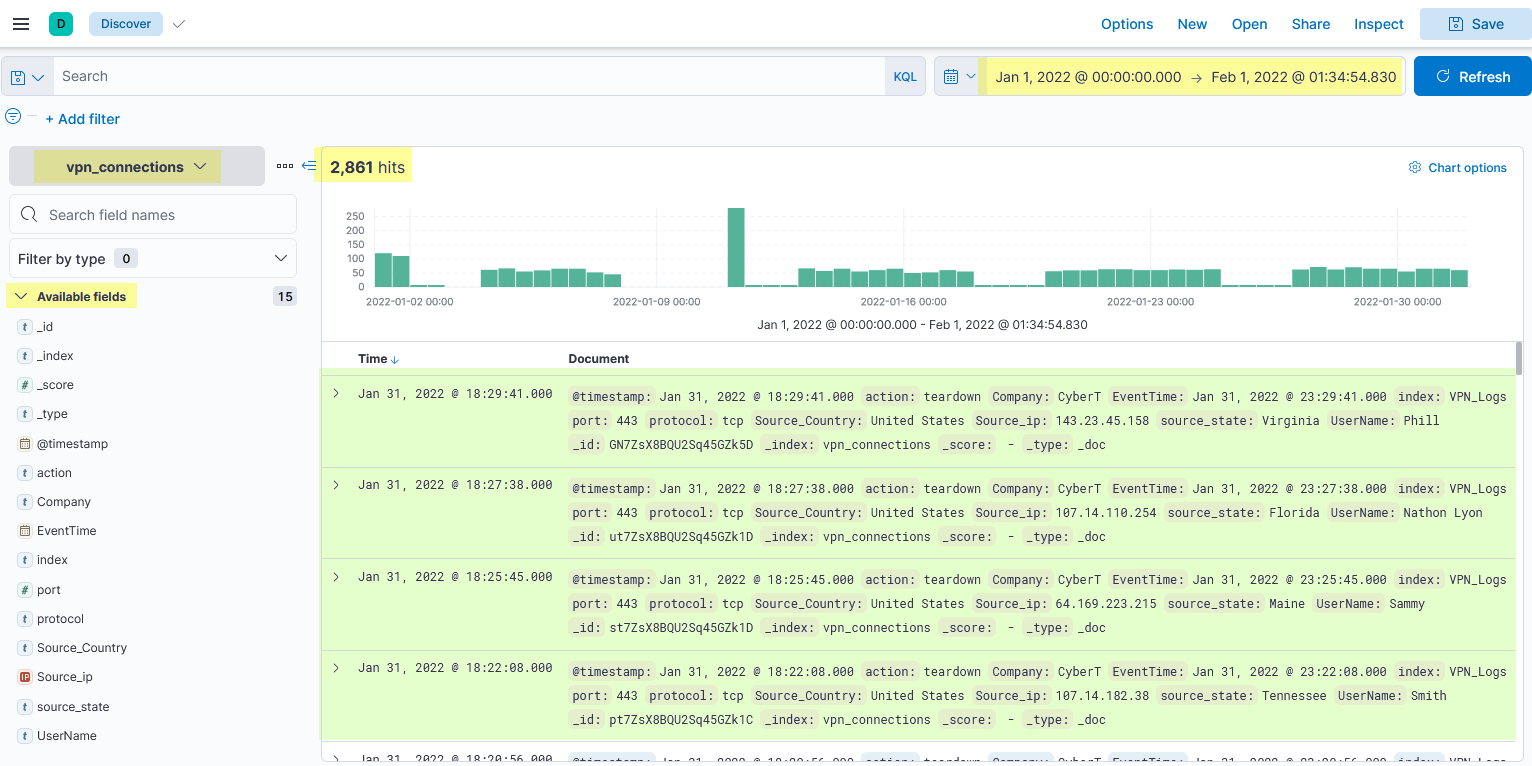 D Discover Options New Open Share Inspect Save
Search KQL Jan 1, 2022 @ 00:00:00.000 → Feb 1, 2022 @ 01:34:54.830 Refresh
+ Add filter
vpn_connections
Search field names
Filter by type 0
Available fields 15
t _id
t _index
# _score
t _type
@timestamp
t action
t Company
EventTime
t index
# port
t protocol
t Source_Country
IP Source_ip
t source_state
t UserName
2,861 hits
Chart options
250
200
150
100
50
0
2022-01-02 00:00 2022-01-09 00:00 2022-01-16 00:00 2022-01-23 00:00 2022-01-30 00:00
Jan 1, 2022 @ 00:00:00.000 - Feb 1, 2022 @ 01:34:54.830
Time↓ Document
Jan 31, 2022 @ 18:29:41.000 @timestamp: Jan 31, 2022 @ 18:29:41.000 action: teardown Company: CyberT EventTime: Jan 31, 2022 @ 23:29:41.000 index: VPN_Logs
port: 443 protocol: tcp Source_Country: United States Source_ip: 143.23.45.158 source_state: Virginia UserName: Phill
_id: GN7ZsX8BQU2Sq45GZk5D _index: vpn_connections _score: - _type: _doc
Jan 31, 2022 @ 18:27:38.000 @timestamp: Jan 31, 2022 @ 18:27:38.000 action: teardown Company: CyberT EventTime: Jan 31, 2022 @ 23:27:38.000 index: VPN_Logs
port: 443 protocol: tcp Source_Country: United States Source_ip: 107.14.110.254 source_state: Florida UserName: Nathon Lyon
_id: ut7ZsX8BQU2Sq45GZk1D _index: vpn_connections _score: - _type: _doc
Jan 31, 2022 @ 18:25:45.000 @timestamp: Jan 31, 2022 @ 18:25:45.000 action: teardown Company: CyberT EventTime: Jan 31, 2022 @ 23:25:45.000 index: VPN_Logs
port: 443 protocol: tcp Source_Country: United States Source_ip: 64.169.223.215 source_state: Maine UserName: Sammy
_id: st7ZsX8BQU2Sq45GZk1D _index: vpn_connections _score: - _type: _doc
Jan 31, 2022 @ 18:22:08.000 @timestamp: Jan 31, 2022 @ 18:22:08.000 action: teardown Company: CyberT EventTime: Jan 31, 2022 @ 23:22:08.000 index: VPN_Logs
port: 443 protocol: tcp Source_Country: United States Source_ip: 107.14.182.38 source_state: Tennessee UserName: Smith
_id: pt7ZsX8BQU2Sq45GZk1C _index: vpn_connections _score: - _type: _doc
Jan 31, 2022 @ 18:20:56.000